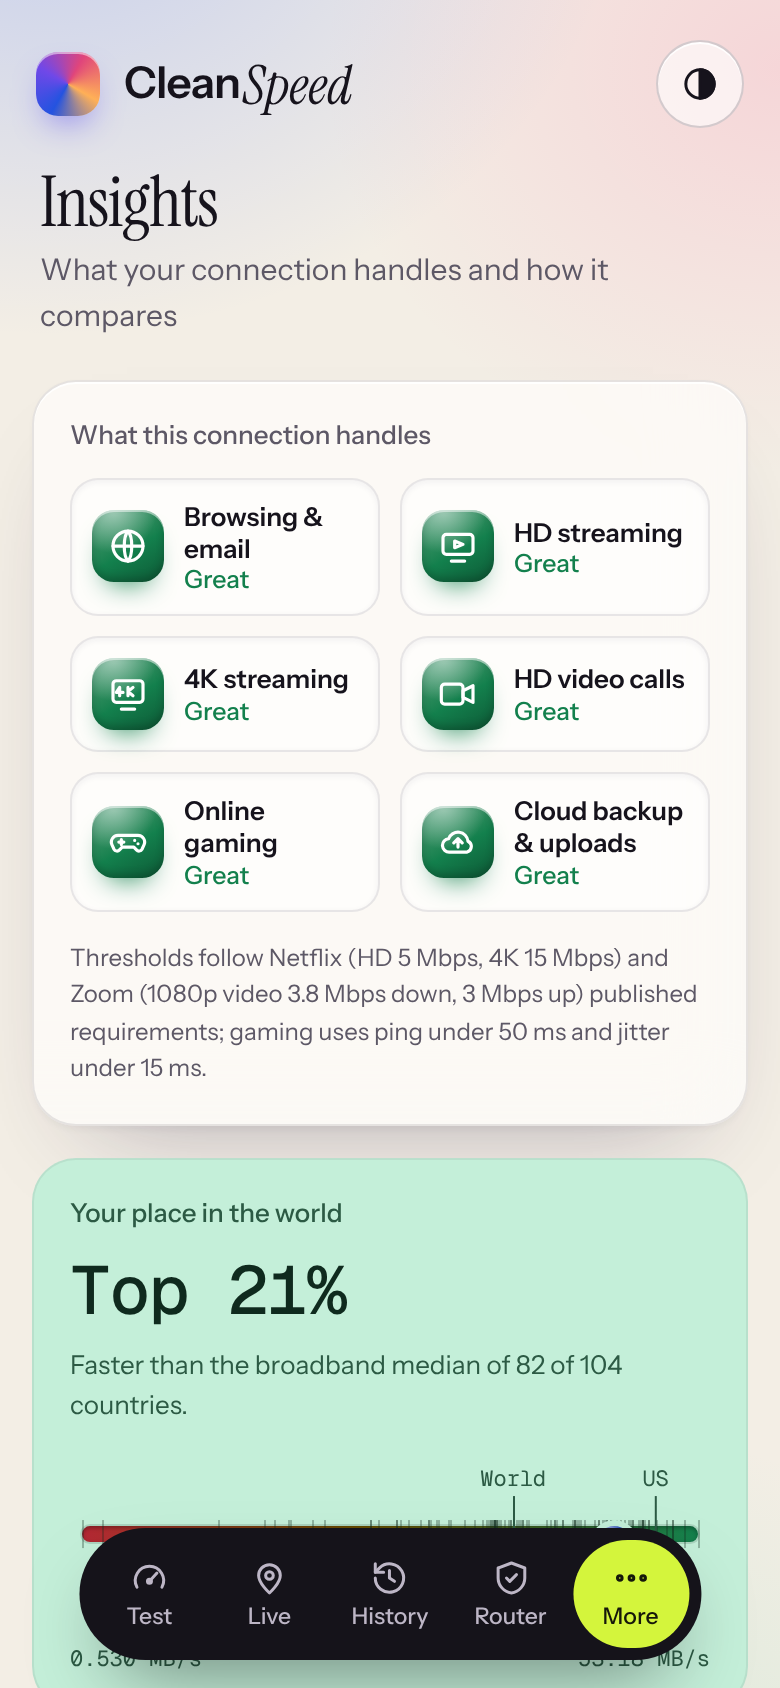 CleanSpeed
Insights
What your connection handles and how it
compares
What this connection handles
Browsing &
email
Great
HD streaming
Great
4K streaming
Great
HD video calls
Great
Online
gaming
Great
Cloud backup
& uploads
Great
Thresholds follow Netflix (HD 5 Mbps, 4K 15 Mbps) and
Zoom (1080p video 3.8 Mbps down, 3 Mbps up) published
requirements; gaming uses ping under 50 ms and jitter
under 15 ms.
Your place in the world
Top 21%
Faster than the broadband median of 82 of 104
countries.
World US
Test Live History Router More
0.530 MB/s MB/s